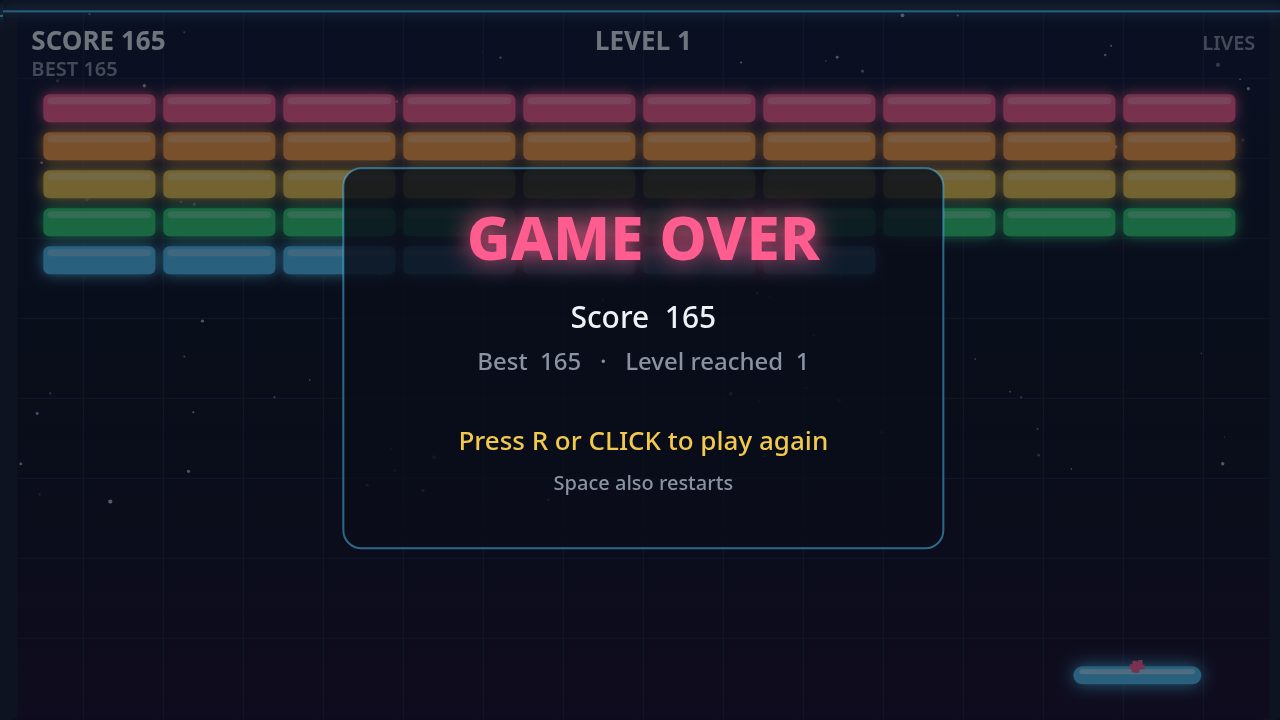 SCORE 165
LEVEL 1
LIVES
BEST 165
GAME OVER
Score 165
Best 165 · Level reached 1
Press R or CLICK to play again
Space also restarts